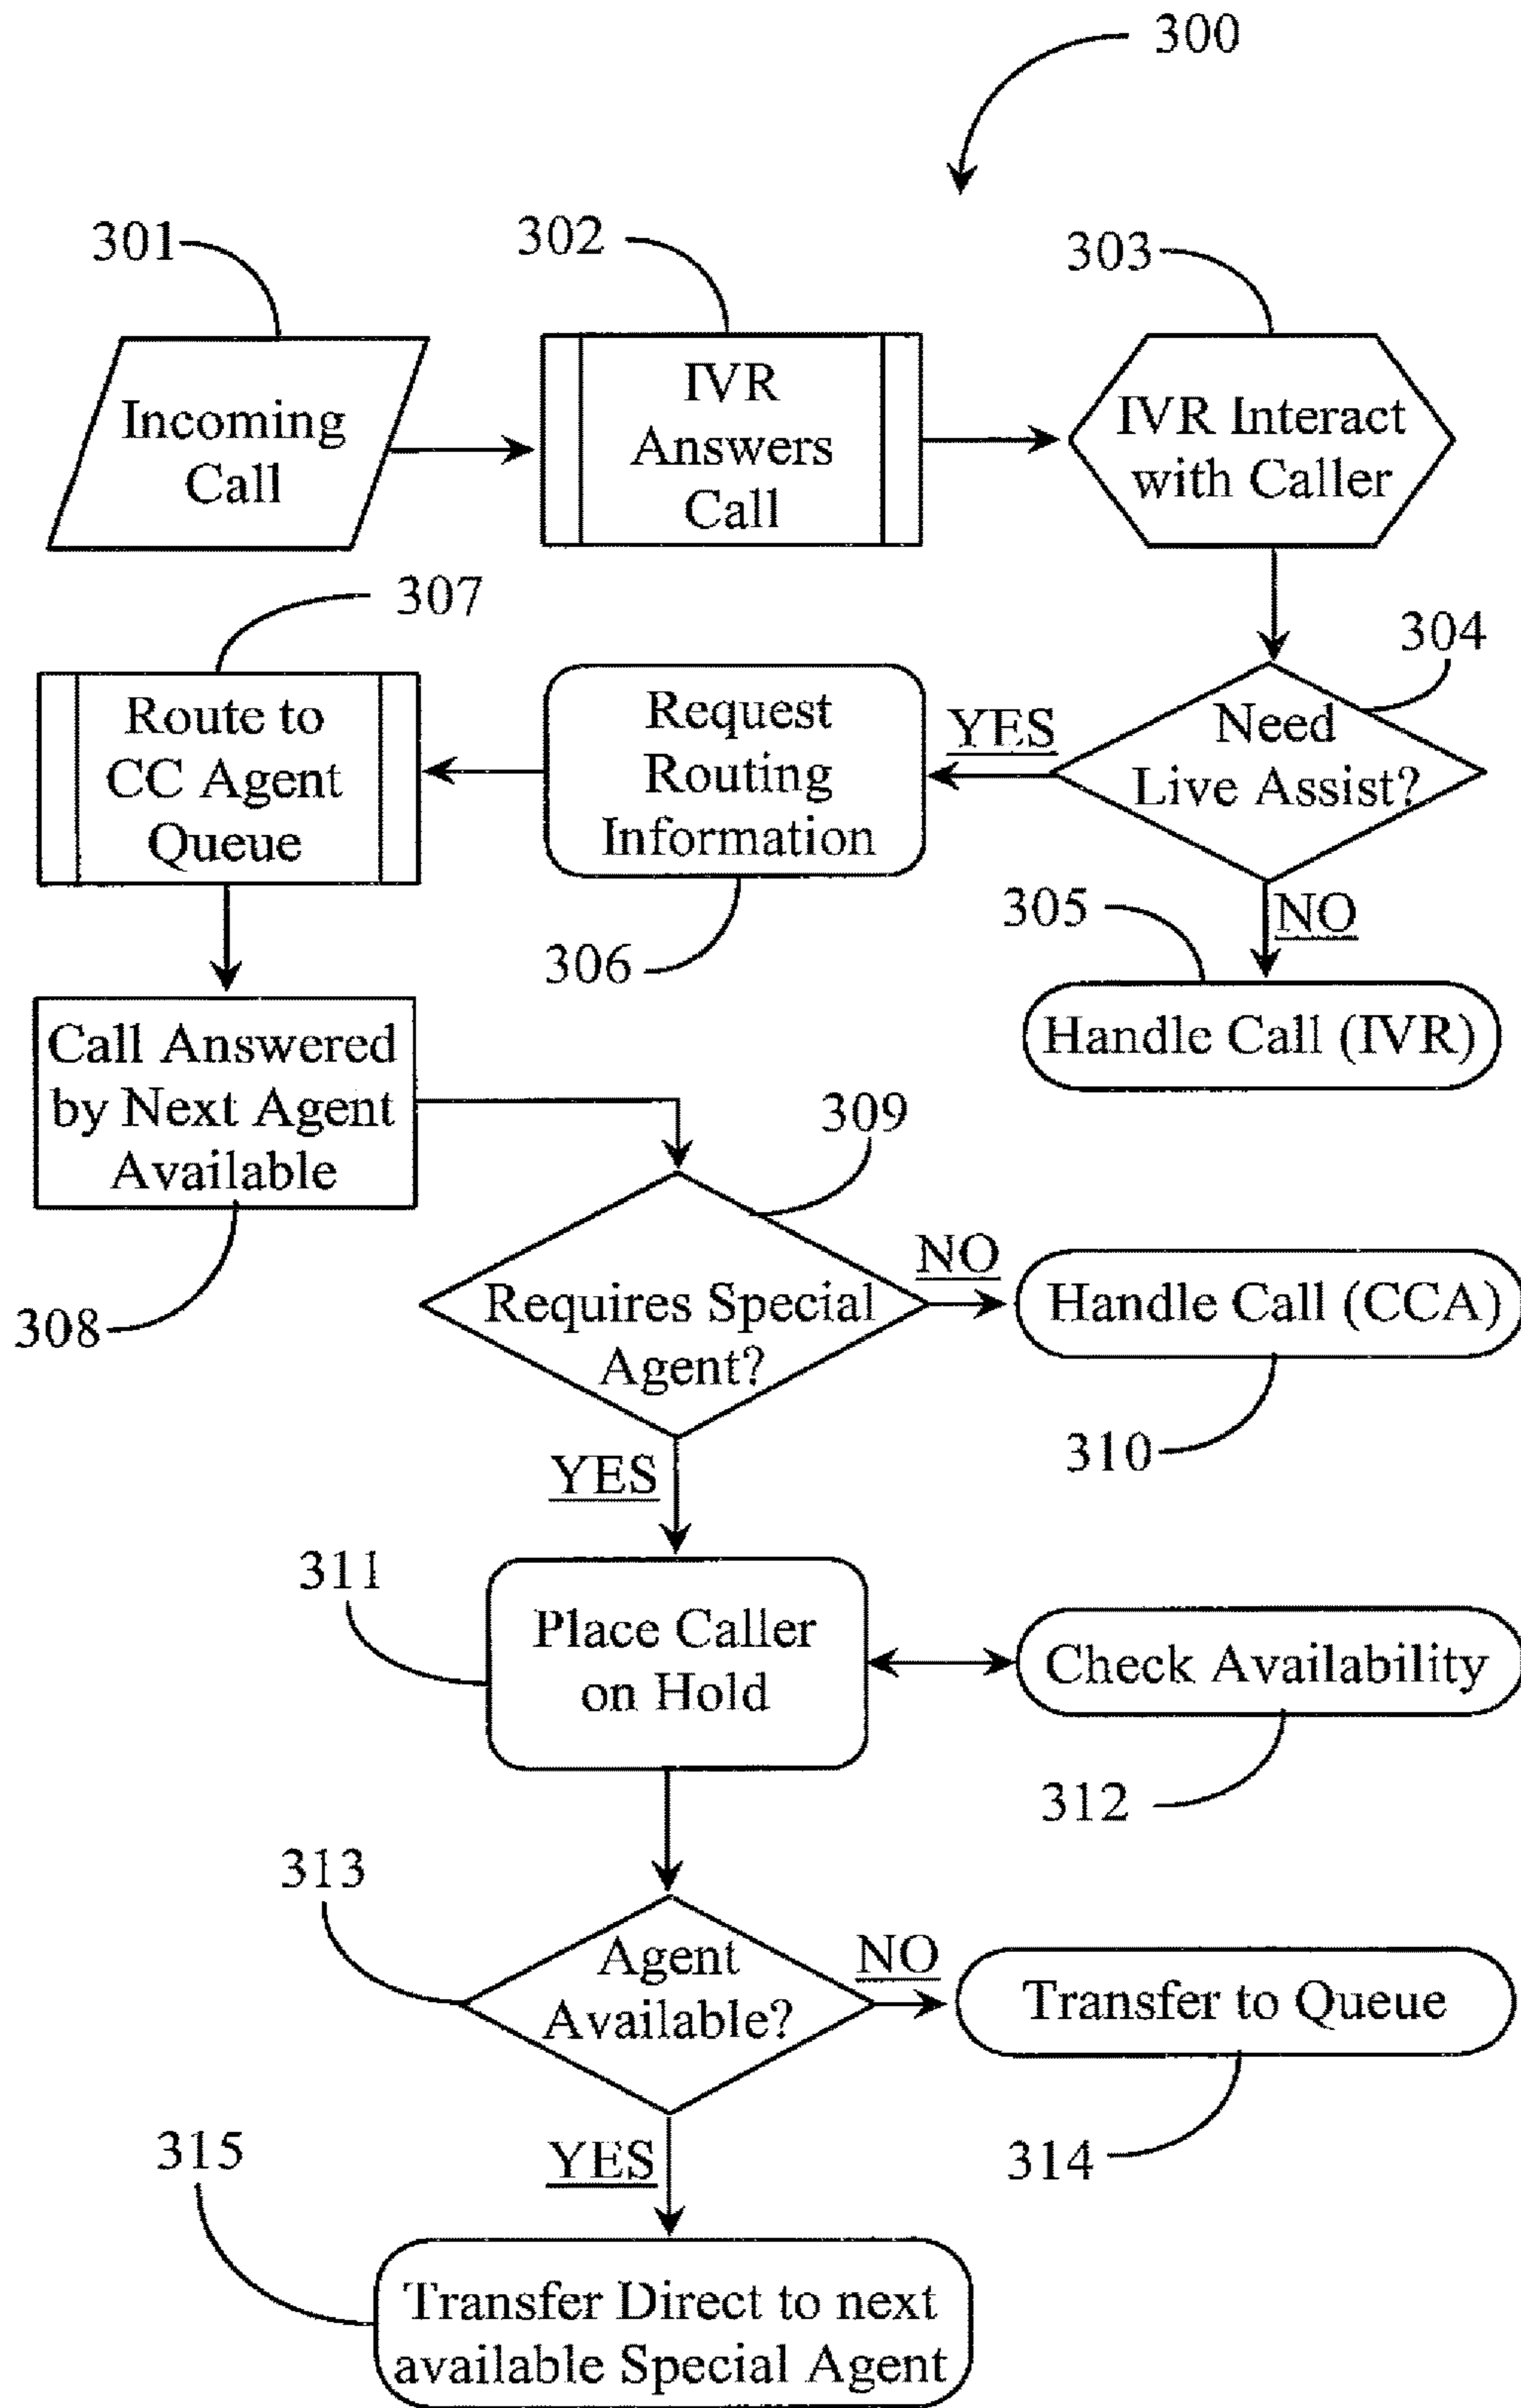 300
301
302
303
Incoming
Call
IVR
Answers
Call
IVR Interact
with Caller
304
Need
Live Assist?
YES
NO
305
Handle Call (IVR)
Request
Routing
Information
306
307
Route to
CC Agent
Queue
Call Answered
by Next Agent
Available
308
309
Requires Special
Agent?
NO
Handle Call (CCA)
310
YES
311
Place Caller
on Hold
Check Availability
312
313
Agent
Available?
NO
Transfer to Queue
314
YES
315
Transfer Direct to next
available Special Agent